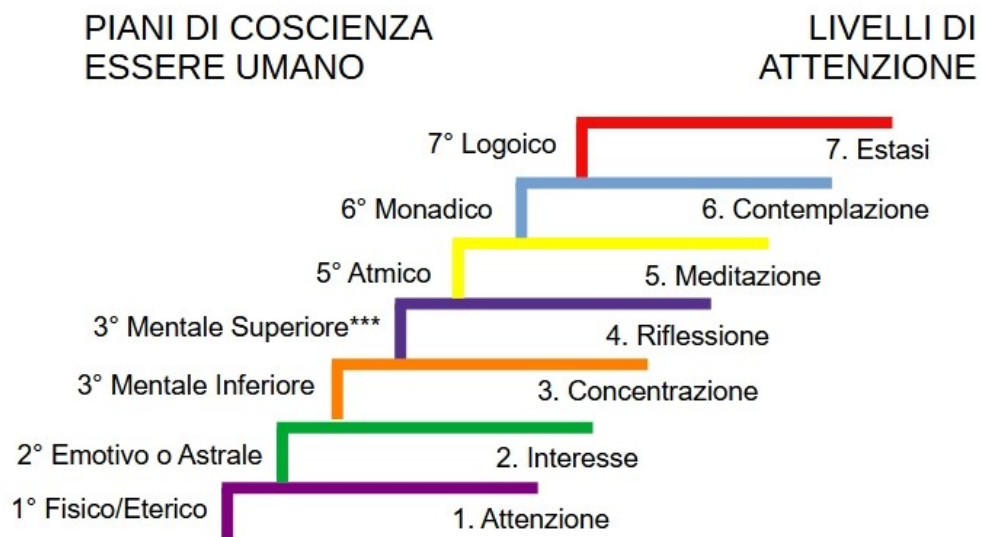 PIANI DI COSCIENZA
ESSERE UMANO
LIVELLI DI
ATTENZIONE
7° Logoico
7. Estasi
6° Monadico
6. Contemplazione
5° Atmico
5. Meditazione
3° Mentale Superiore***
4. Riflessione
3° Mentale Inferiore
3. Concentrazione
2° Emotivo o Astrale
2. Interesse
1° Fisico/Eterico
1. Attenzione